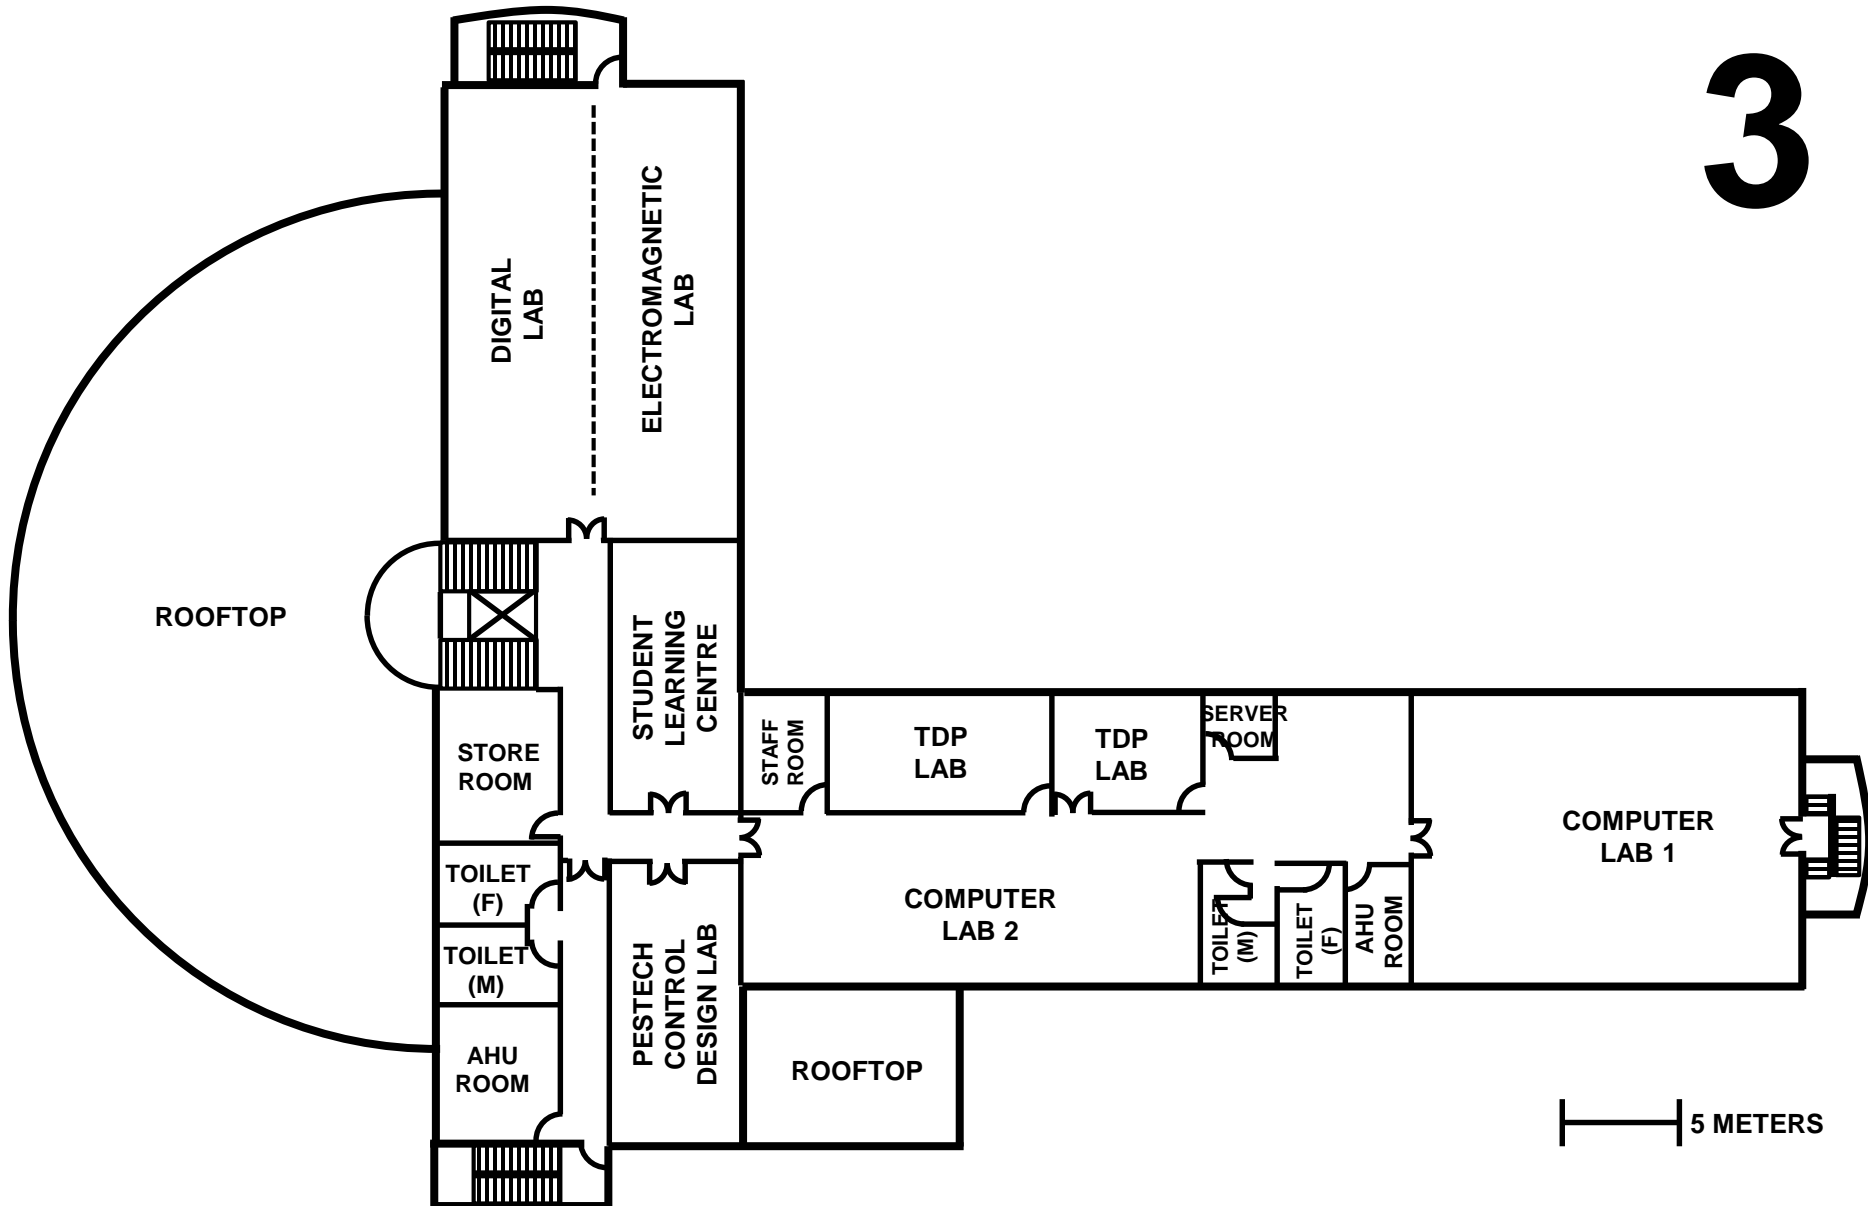 3
DIGITAL
LAB
ELECTROMAGNETIC
LAB
ROOFTOP
STUDENT
LEARNING
CENTRE
STORE
ROOM
STAFF
ROOM
TDP
LAB
TDP
LAB
SERVER
ROOM
COMPUTER
LAB 1
TOILET
(F)
TOILET
(M)
AHU
ROOM
PESTECH
CONTROL
DESIGN LAB
COMPUTER
LAB 2
TOILET
(M)
TOILET
(F)
AHU
ROOM
ROOFTOP
5 METERS